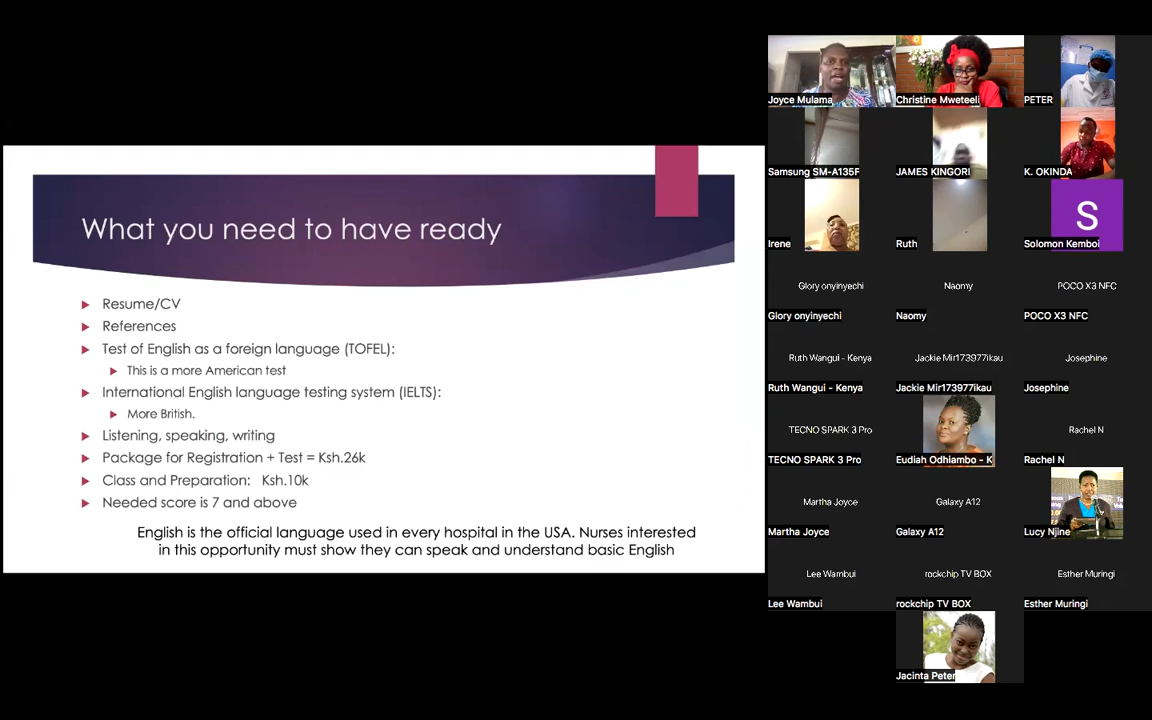 What you need to have ready
Resume/CV
References
Test of English as a foreign language (TOFEL):
This is a more American test
International English language testing system (IELTS):
More British.
Listening, speaking, writing
Package for Registration + Test = Ksh.26k
Class and Preparation: Ksh.10k
Needed score is 7 and above
English is the official language used in every hospital in the USA. Nurses interested
in this opportunity must show they can speak and understand basic English
Joyce Mulama
Christine Mweteeli
PETER
Samsung SM-A135F
JAMES KINGORI
K. OKINDA
Irene
Ruth
S
Solomon Kemboi
Glory onyinyechi
Glory onyinyechi
Naomy
Naomy
POCO X3 NFC
POCO X3 NFC
Ruth Wangui - Kenya
Ruth Wangui - Kenya
Jackie Mir173977ikau
Jackie Mir173977ikau
Josephine
Josephine
TECNO SPARK 3 Pro
TECNO SPARK 3 Pro
Eudiah Odhiambo - K
Rachel N
Rachel N
Martha Joyce
Martha Joyce
Galaxy A12
Galaxy A12
Lucy Njine
Lee Wambui
Lee Wambui
rockchip TV BOX
rockchip TV BOX
Esther Muringi
Esther Muringi
Jacinta Peter